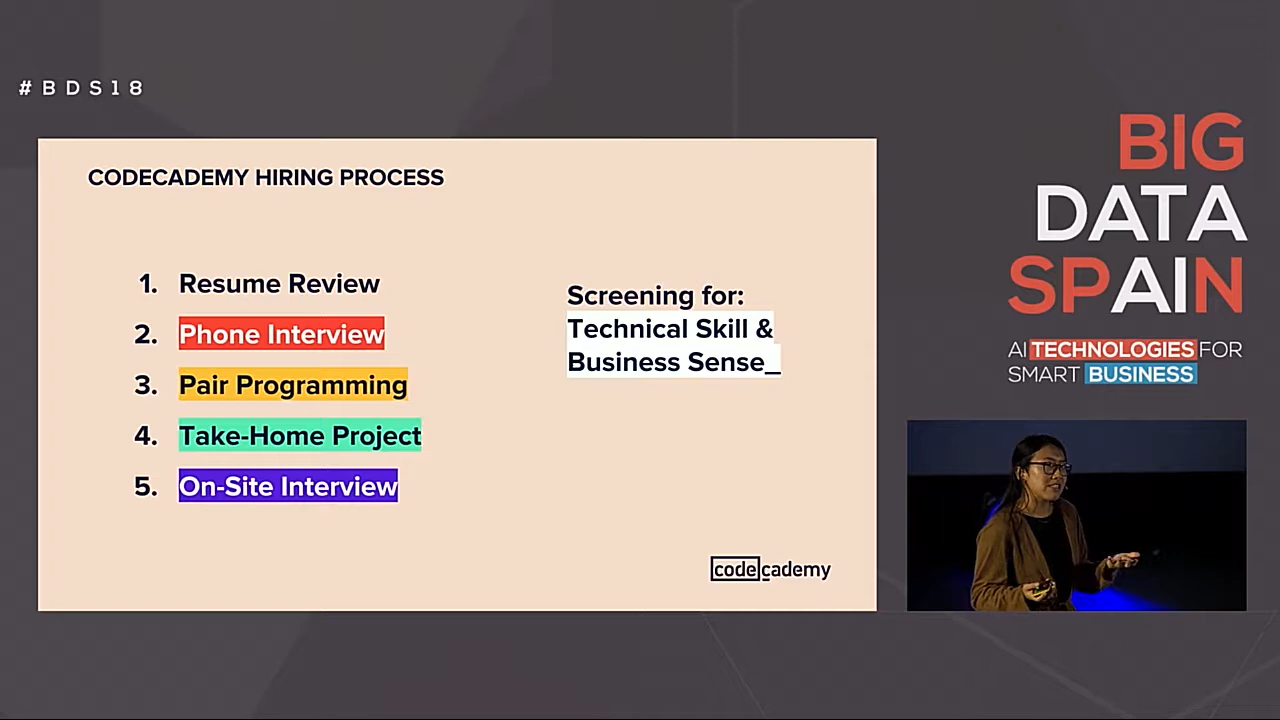 #BDS18
CODECADEMY HIRING PROCESS
1. Resume Review
2. Phone Interview
3. Pair Programming
4. Take-Home Project
5. On-Site Interview
Screening for:
Technical Skill &
Business Sense_
codecademy
BIG
DATA
SPAIN
AI TECHNOLOGIES FOR
SMART BUSINESS